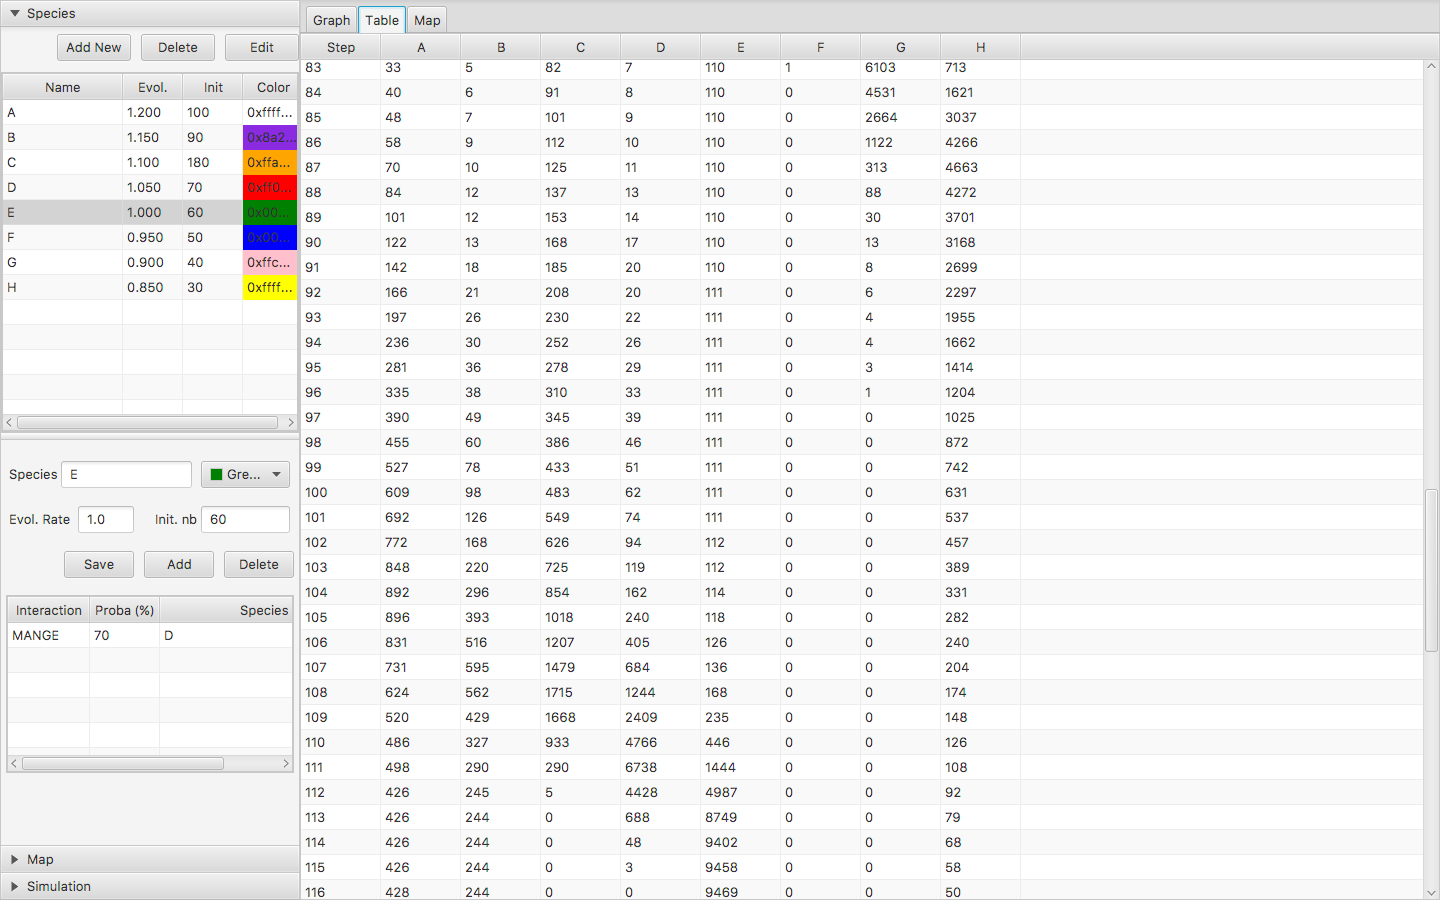 Species
Add New Delete Edit
Name Evol. Init Color
A 1.200 100 0xffff...
B 1.150 90 0x8a2...
C 1.100 180 0xffa...
D 1.050 70 0xff0...
E 1.000 60 0x00...
F 0.950 50 0x00...
G 0.900 40 0xffc...
H 0.850 30 0xffff...
Species E Gre...
Evol. Rate 1.0 Init. nb 60
Save Add Delete
Interaction Proba (%) Species
MANGE 70 D
Map
Simulation
Graph Table Map
Step A B C D E F G H
83 33 5 82 7 110 1 6103 713
84 40 6 91 8 110 0 4531 1621
85 48 7 101 9 110 0 2664 3037
86 58 9 112 10 110 0 1122 4266
87 70 10 125 11 110 0 313 4663
88 84 12 137 13 110 0 88 4272
89 101 12 153 14 110 0 30 3701
90 122 13 168 17 110 0 13 3168
91 142 18 185 20 110 0 8 2699
92 166 21 208 20 111 0 6 2297
93 197 26 230 22 111 0 4 1955
94 236 30 252 26 111 0 4 1662
95 281 36 278 29 111 0 3 1414
96 335 38 310 33 111 0 1 1204
97 390 49 345 39 111 0 0 1025
98 455 60 386 46 111 0 0 872
99 527 78 433 51 111 0 0 742
100 609 98 483 62 111 0 0 631
101 692 126 549 74 111 0 0 537
102 772 168 626 94 112 0 0 457
103 848 220 725 119 112 0 0 389
104 892 296 854 162 114 0 0 331
105 896 393 1018 240 118 0 0 282
106 831 516 1207 405 126 0 0 240
107 731 595 1479 684 136 0 0 204
108 624 562 1715 1244 168 0 0 174
109 520 429 1668 2409 235 0 0 148
110 486 327 933 4766 446 0 0 126
111 498 290 290 6738 1444 0 0 108
112 426 245 5 4428 4987 0 0 92
113 426 244 0 688 8749 0 0 79
114 426 244 0 48 9402 0 0 68
115 426 244 0 3 9458 0 0 58
116 428 244 0 0 9469 0 0 50